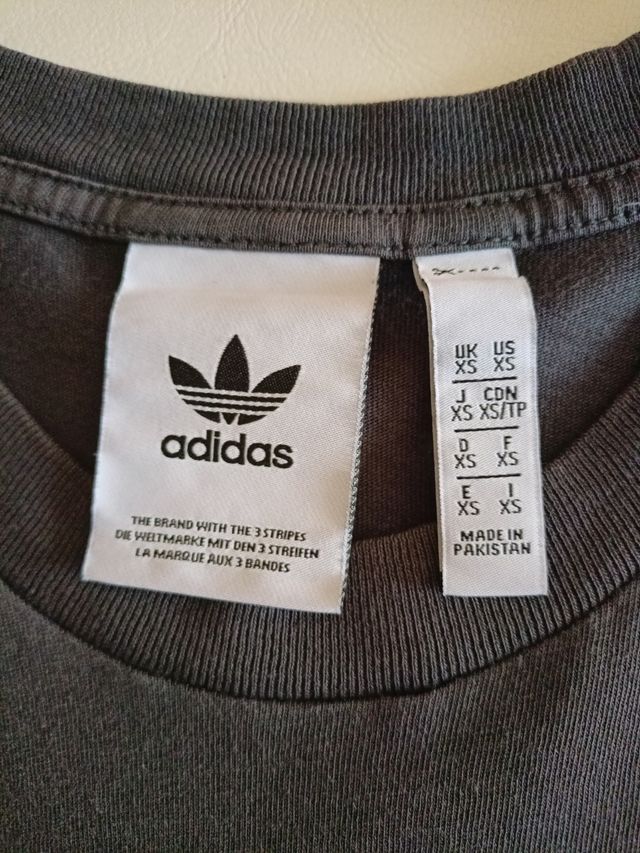 adidas
THE BRAND WITH THE 3 STRIPES
DIE WELTMARKE MIT DEN 3 STREIFEN
LA MARQUE AUX 3 BANDES
UK US
XS XS
J CDN
XS XS/TP
D F
XS XS
E I
XS XS
MADE IN
PAKISTAN